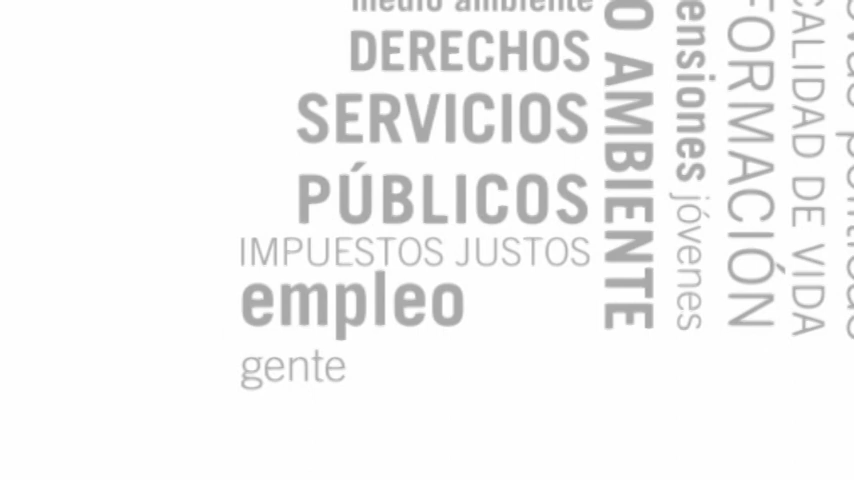 medio ambiente
DERECHOS
SERVICIOS
PÚBLICOS
IMPUESTOS JUSTOS
empleo
gente
O AMBIENTE
ensiones jóvenes
FORMACIÓN
CALIDAD DE VIDA